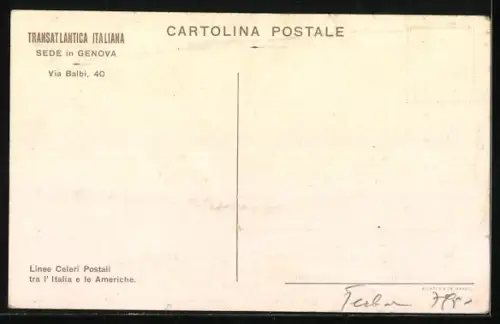 CARTOLINA POSTALE
TRANSATLANTICA ITALIANA
SEDE in GENOVA
Via Balbi, 40
Linee Celeri Postali
tra l' Italia e le Americhe.